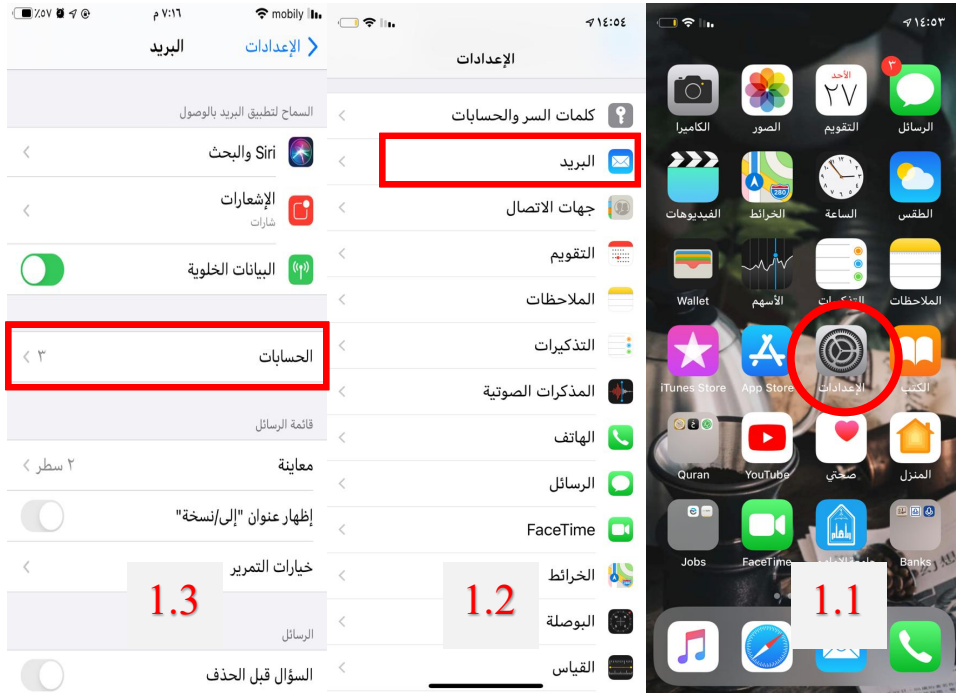 ١٤:٥٣
٣
الرسائل
الأحد
٢٧
التقويم
الصور
الكاميرا
الطقس
الساعة
280
الخرائط
الفيديوهات
الملاحظات
التذكيرات
الأسهم
Wallet
الكتب
الإعدادات
App Store
iTunes Store
المنزل
صحتي
YouTube
Quran
Banks
FaceTime
Jobs
1.1
١٤:٥٤
الإعدادات
كلمات السر والحسابات
البريد
جهات الاتصال
التقويم
الملاحظات
التذكيرات
المذكرات الصوتية
الهاتف
الرسائل
FaceTime
الخرائط
البوصلة
القياس
1.2
mobily
٧:١٦ م
٪٥٧
الإعدادات
البريد
السماح لتطبيق البريد بالوصول
Siri والبحث
الإشعارات
شارات
البيانات الخلوية
الحسابات
٣
قائمة الرسائل
معاينة
٢ سطر
إظهار عنوان "إلى/نسخة"
خيارات التمرير
الرسائل
السؤال قبل الحذف
1.3